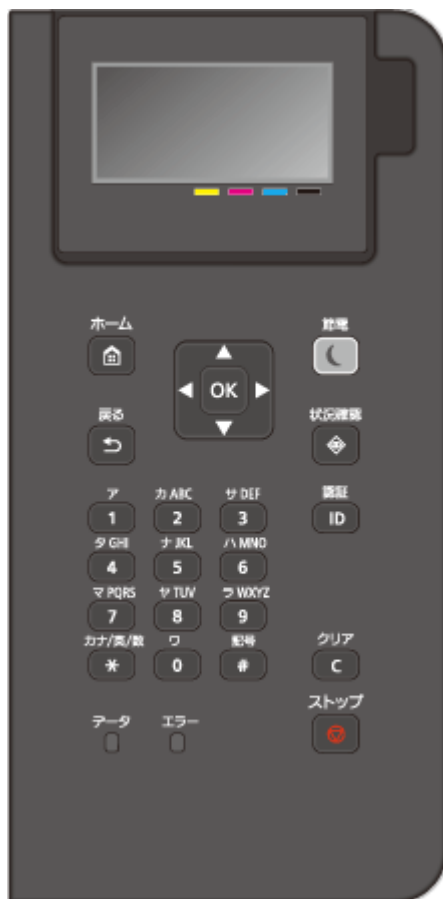 ホーム
節電
OK
戻る
状況確認
ア カ ABC サ DEF 認証
1 2 3 ID
タ GHI ナ JKL ハ MNO
4 5 6
マ PQRS ヤ TUV ラ WXYZ
7 8 9
カナ/英/数 ワ 記号 クリア
* 0 # C
ストップ
データ エラー